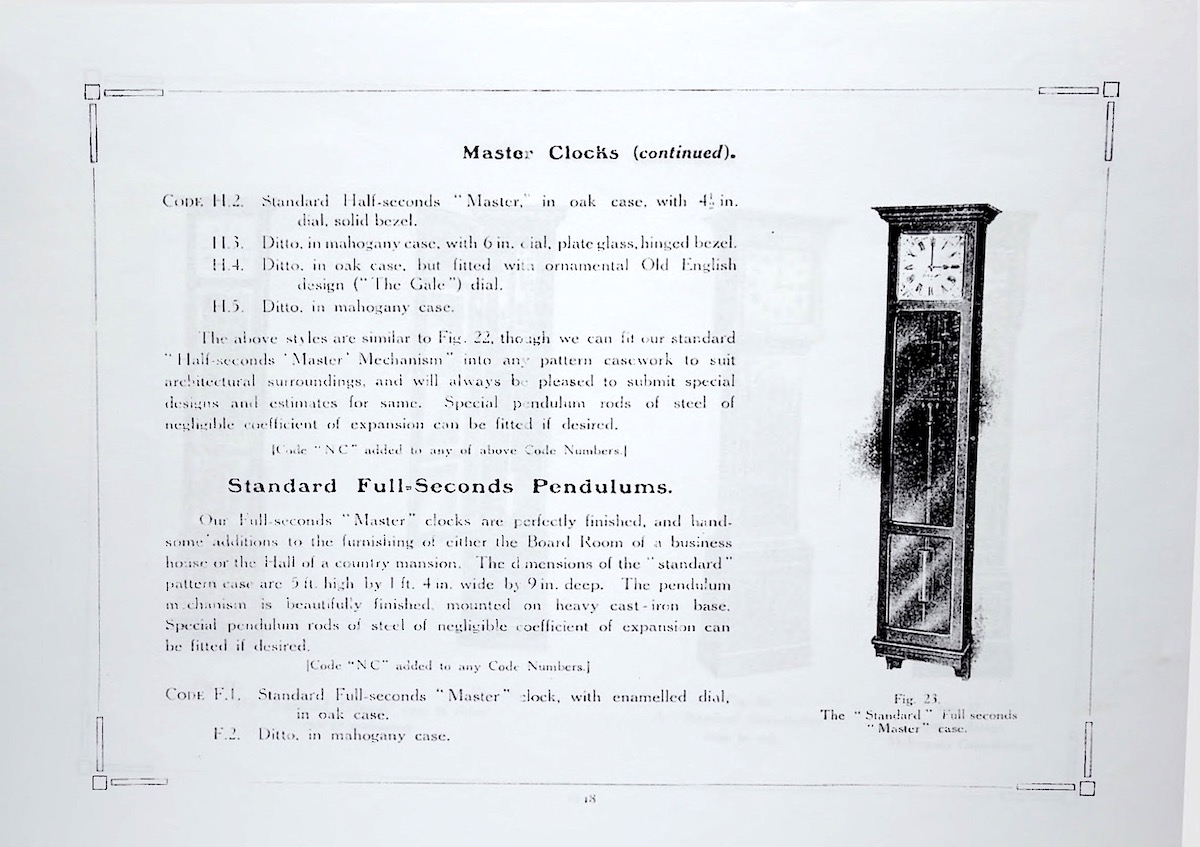 Master Clocks (continued).
CODE H.2. Standard Half-seconds "Master," in oak case, with 4½ in.
dial, solid bezel.
H.3. Ditto, in mahogany case, with 6 in. dial, plate glass, hinged bezel.
H.4. Ditto, in oak case, but fitted with ornamental Old English
design ("The Gale") dial.
H.5. Ditto, in mahogany case.
The above styles are similar to Fig. 22, though we can fit our standard
"Half-seconds 'Master' Mechanism" into any pattern casework to suit
architectural surroundings, and will always be pleased to submit special
designs and estimates for same. Special pendulum rods of steel of
negligible coefficient of expansion can be fitted if desired.
[Code "NC" added to any of above Code Numbers.]
Standard Full-Seconds Pendulums.
Our Full-seconds "Master" clocks are perfectly finished, and hand-
some additions to the furnishing of either the Board Room of a business
house or the Hall of a country mansion. The dimensions of the "standard"
pattern case are 5 ft. high by 1 ft. 4 in. wide by 9 in. deep. The pendulum
mechanism is beautifully finished, mounted on heavy cast-iron base.
Special pendulum rods of steel of negligible coefficient of expansion can
be fitted if desired.
[Code "NC" added to any Code Numbers.]
CODE F.1. Standard Full-seconds "Master" clock, with enamelled dial,
in oak case.
F.2. Ditto, in mahogany case.
Fig. 23.
The "Standard" Full seconds
"Master" case.
18